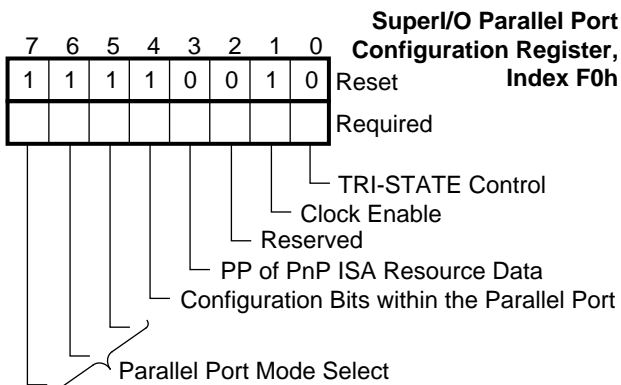 SuperI/O Parallel Port
Configuration Register,
Index F0h
7 6 5 4 3 2 1 0
1 1 1 1 0 0 1 0 Reset
Required
TRI-STATE Control
Clock Enable
Reserved
PP of PnP ISA Resource Data
Configuration Bits within the Parallel Port
Parallel Port Mode Select